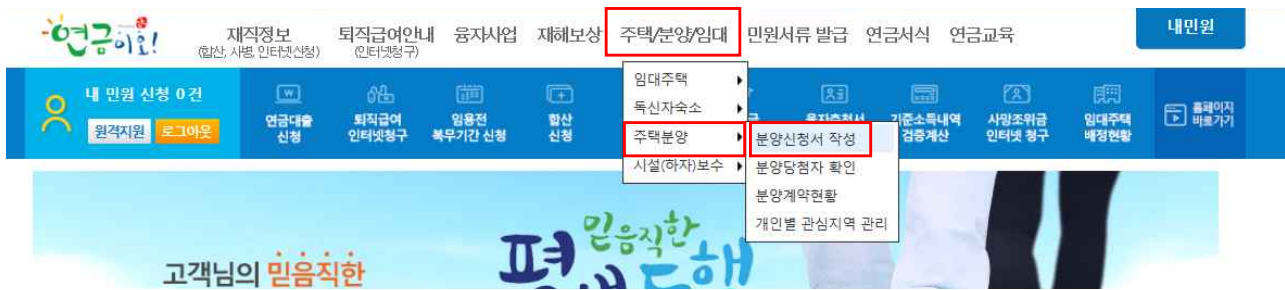 연금이요!
재직정보
(합산, 사병, 인터넷신청)
퇴직급여안내
(인터넷청구)
융자사업
재해보상
주택/분양/임대
민원서류 발급
연금서식
연금교육
내민원
내 민원 신청 0 건
원격지원
로그아웃
연금대출
신청
퇴직급여
인터넷청구
임용전
복무기간 신청
합산
신청
기준소득내역
검증계산
사망조위금
인터넷 청구
임대주택
배정현황
홈페이지
바로가기
임대주택
독신자숙소
주택분양
시설(하자)보수
분양신청서 작성
분양당첨자 확인
분양계약현황
개인별 관심지역 관리
고객님의 믿음직한
믿음직한